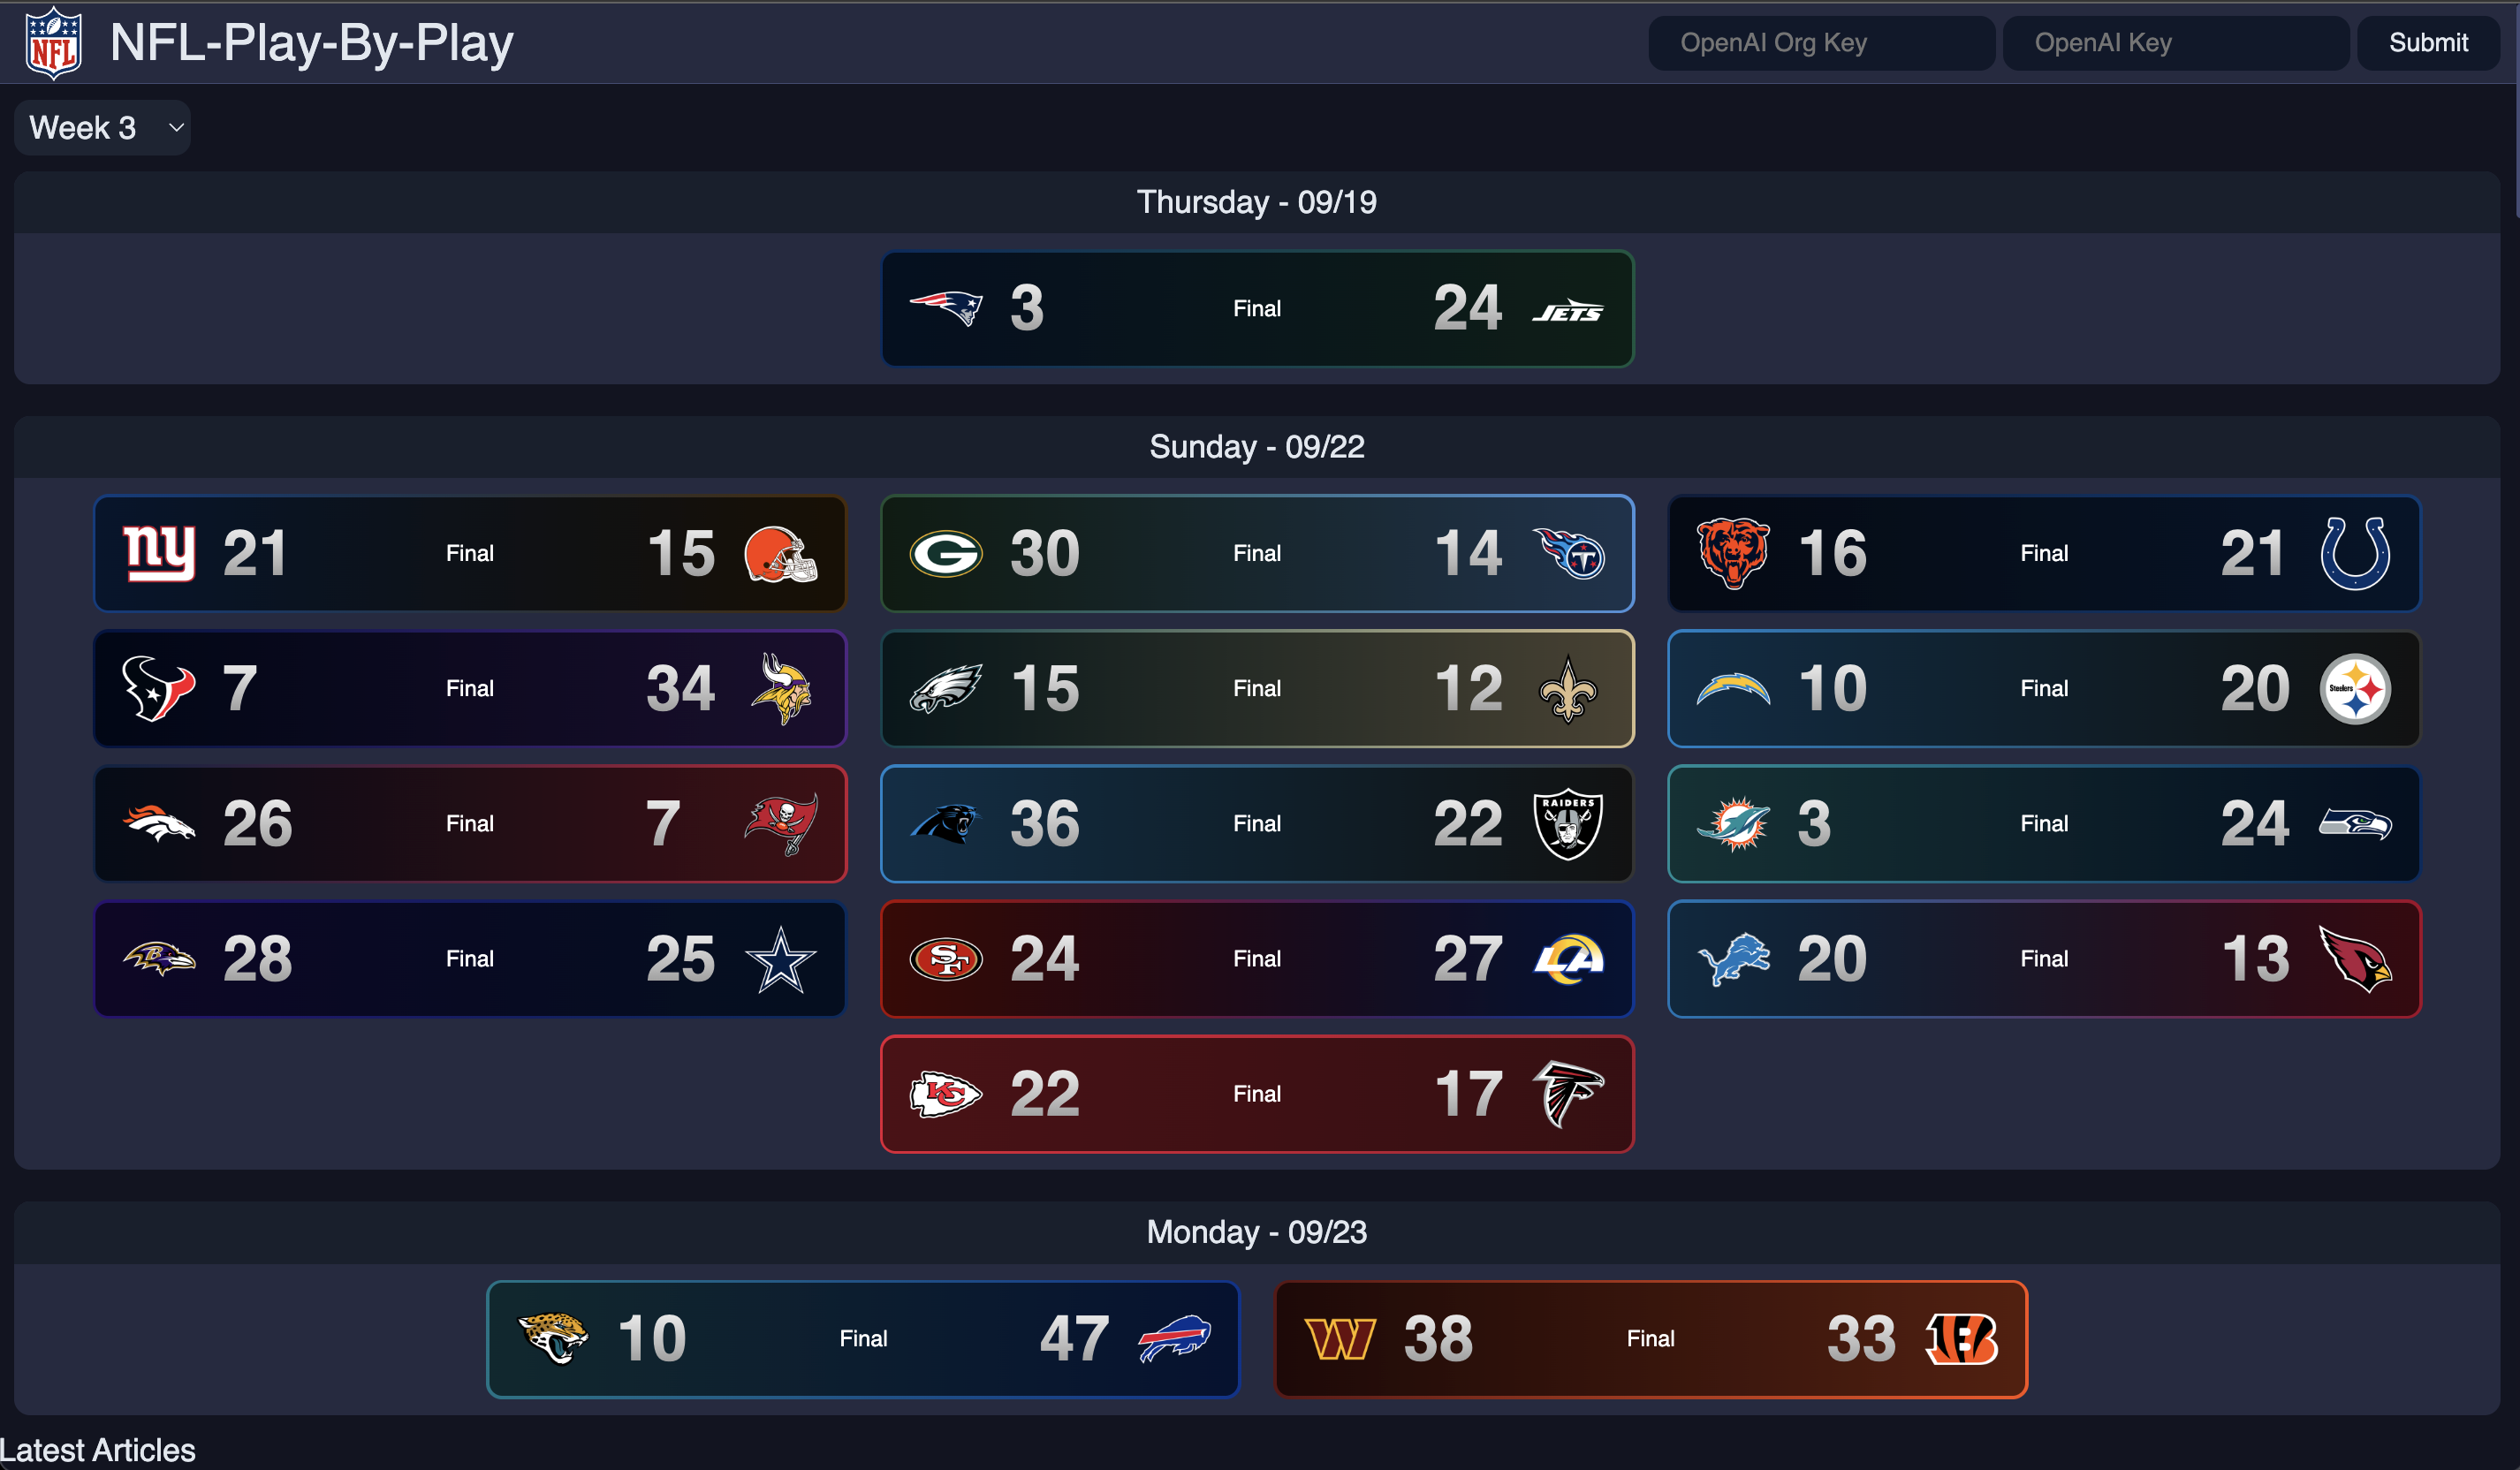 NFL
NFL-Play-By-Play
OpenAI Org Key
OpenAI Key
Submit
Week 3
Thursday - 09/19
3 Final 24 JETS
Sunday - 09/22
ny 21 Final 15
G 30 Final 14 T
16 Final 21
7 Final 34
15 Final 12
10 Final 20 Steelers
26 Final 7
36 Final 22 RAIDERS
3 Final 24
B 28 Final 25
SF 24 Final 27 LA
20 Final 13
KC 22 Final 17
Monday - 09/23
10 Final 47
W 38 Final 33 B
Latest Articles